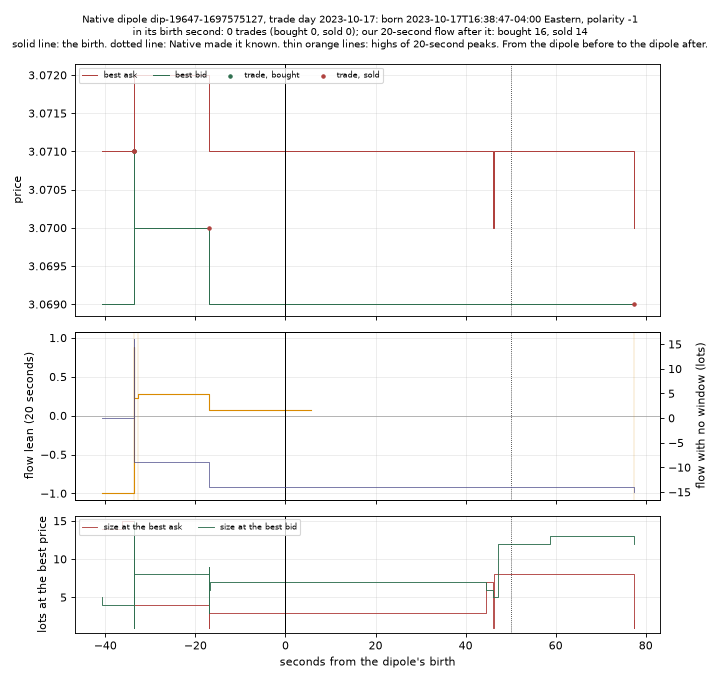 Native dipole dip-19647-1697575127, trade day 2023-10-17: born 2023-10-17T16:38:47-04:00 Eastern, polarity -1
in its birth second: 0 trades (bought 0, sold 0); our 20-second flow after it: bought 16, sold 14
solid line: the birth. dotted line: Native made it known. thin orange lines: highs of 20-second peaks. From the dipole before to the dipole after.
best ask best bid trade, bought trade, sold
3.0720
3.0715
3.0710
3.0705
3.0700
3.0695
3.0690
price
1.0
0.5
0.0
−0.5
−1.0
flow lean (20 seconds)
15
10
5
0
−5
−10
−15
flow with no window (lots)
size at the best ask size at the best bid
15
10
5
lots at the best price
−40 −20 0 20 40 60 80
seconds from the dipole's birth